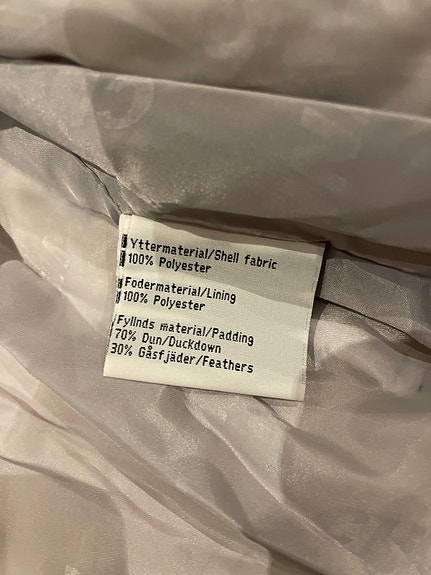 Yttermaterial/Shell fabric
100% Polyester
Fodermaterial/Lining
100% Polyester
Fyllnds material/Padding
70% Dun/Duckdown
30% Gåsfjäder/Feathers